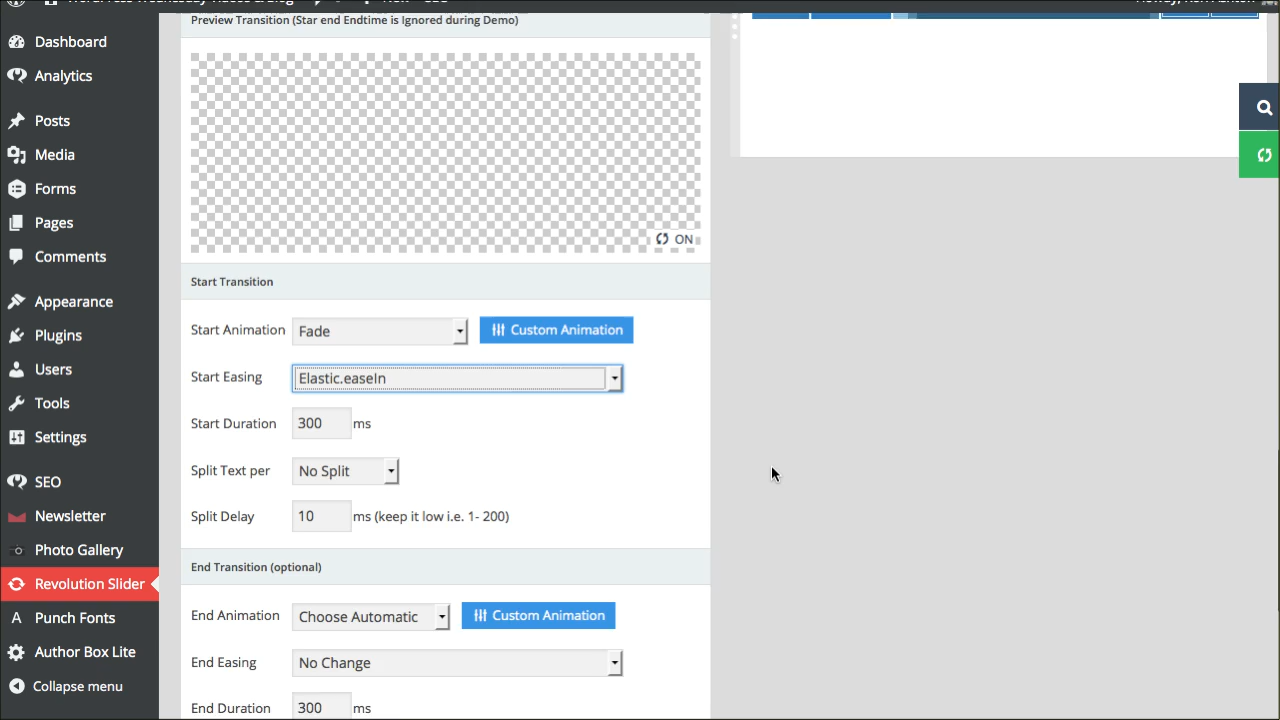 Preview Transition (Star end Endtime is Ignored during Demo)
Dashboard
Analytics
Posts
Media
Forms
Pages
Comments
Appearance
Plugins
Users
Tools
Settings
SEO
Newsletter
Photo Gallery
Revolution Slider
Punch Fonts
Author Box Lite
Collapse menu
ON
Start Transition
Start Animation Fade Custom Animation
Start Easing Elastic.easeIn
Start Duration 300 ms
Split Text per No Split
Split Delay 10 ms (keep it low i.e. 1- 200)
End Transition (optional)
End Animation Choose Automatic Custom Animation
End Easing No Change
End Duration 300 ms